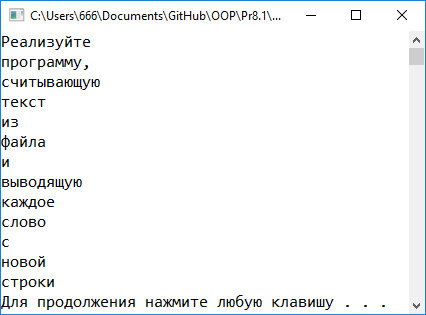 C:\Users\666\Documents\GitHub\OOP\Pr8.1\...
Реализуйте
программу,
считывающую
текст
из
файла
и
выводящую
каждое
слово
с
новой
строки
Для продолжения нажмите любую клавишу . . .